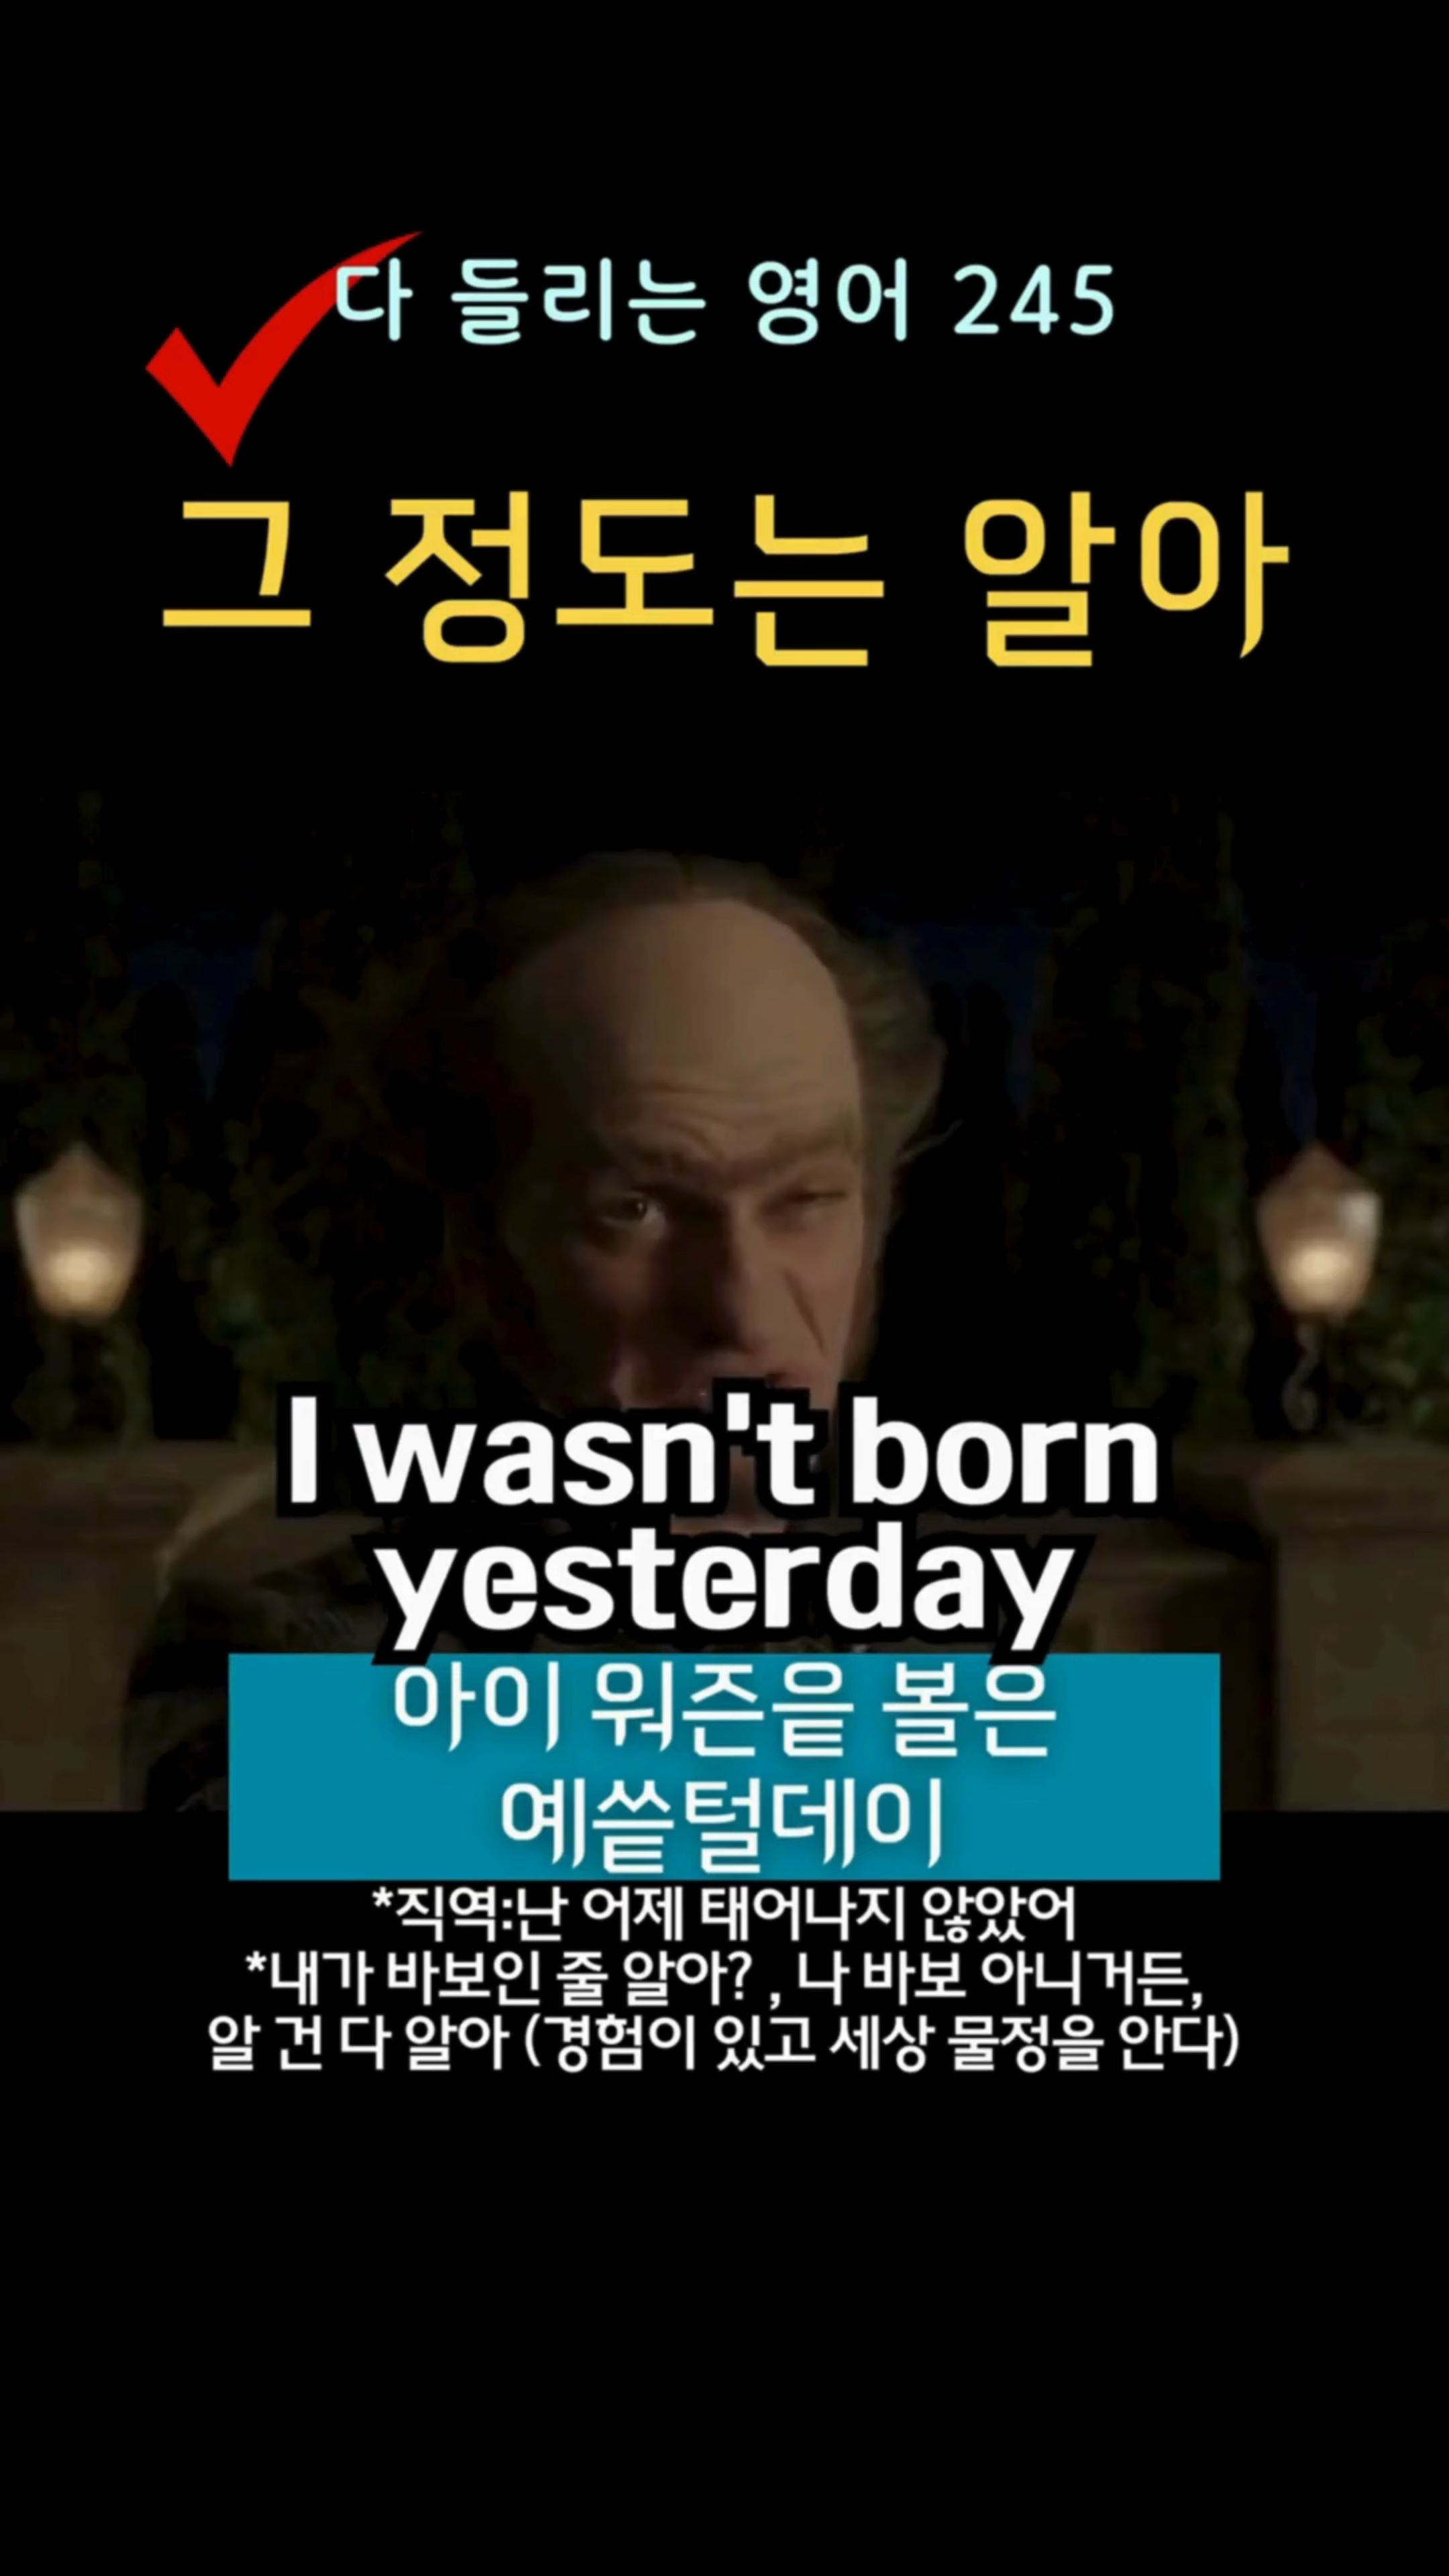 다 들리는 영어 245
그 정도는 알아
I wasn't born
yesterday
아이 워즌읕 볼은
예쓭털데이
*직역:난 어제 태어나지 않았어
*내가 바보인 줄 알아? , 나 바보 아니거든,
알 건 다 알아 (경험이 있고 세상 물정을 안다)